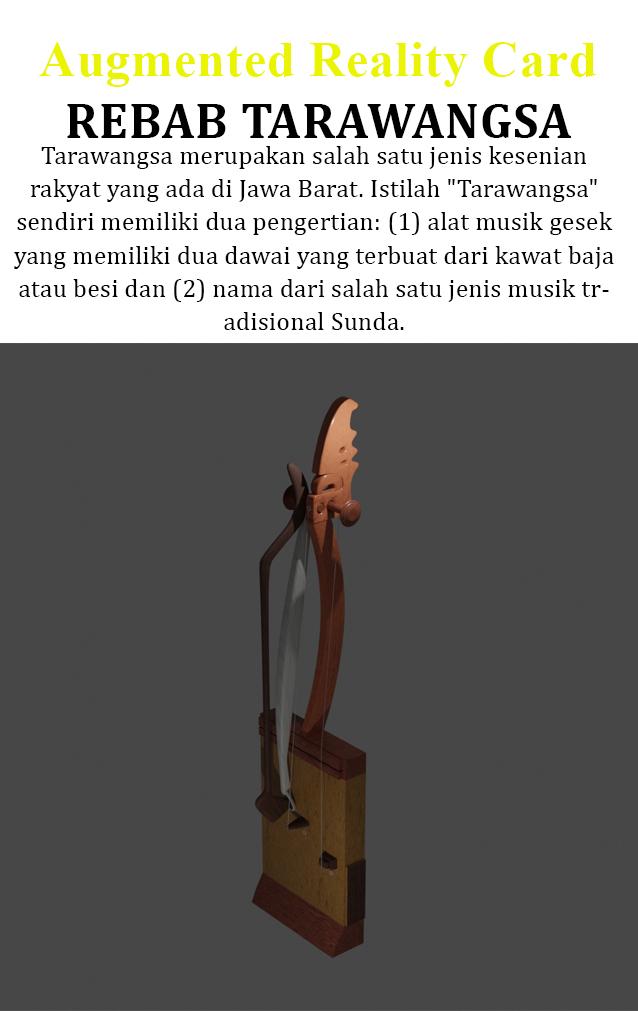 Augmented Reality Card
REBAB TARAWANGSA
Tarawangsa merupakan salah satu jenis kesenian
rakyat yang ada di Jawa Barat. Istilah "Tarawangsa"
sendiri memiliki dua pengertian: (1) alat musik gesek
yang memiliki dua dawai yang terbuat dari kawat baja
atau besi dan (2) nama dari salah satu jenis musik tr-
adisional Sunda.